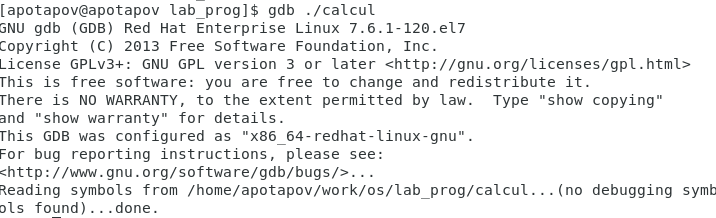 [apotapov@apotapov lab_prog]$ gdb ./calcul
GNU gdb (GDB) Red Hat Enterprise Linux 7.6.1-120.el7
Copyright (C) 2013 Free Software Foundation, Inc.
License GPLv3+: GNU GPL version 3 or later <http://gnu.org/licenses/gpl.html>
This is free software: you are free to change and redistribute it.
There is NO WARRANTY, to the extent permitted by law.  Type "show copying"
and "show warranty" for details.
This GDB was configured as "x86_64-redhat-linux-gnu".
For bug reporting instructions, please see:
<http://www.gnu.org/software/gdb/bugs/>...
Reading symbols from /home/apotapov/work/os/lab_prog/calcul...(no debugging symb
ols found)...done.